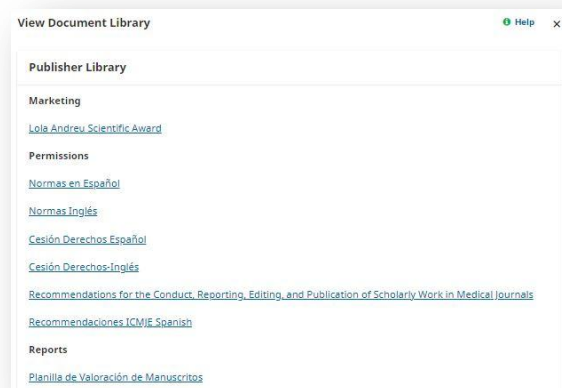 View Document Library
Help ×
Publisher Library
Marketing
Lola Andreu Scientific Award
Permissions
Normas en Español
Normas Inglés
Cesión Derechos Español
Cesión Derechos-Inglés
Recommendations for the Conduct, Reporting, Editing, and Publication of Scholarly Work in Medical Journals
Recommendaciones ICMJE Spanish
Reports
Planilla de Valoración de Manuscritos